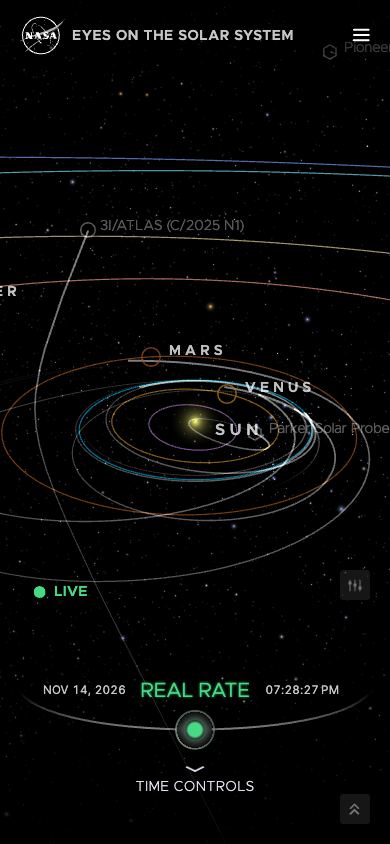 NASA
EYES ON THE SOLAR SYSTEM
Pioneer
3I/ATLAS (C/2025 N1)
ER
MARS
VENUS
SUN
Parker Solar Probe
LIVE
NOV 14, 2026
REAL RATE
07:28:27 PM
TIME CONTROLS